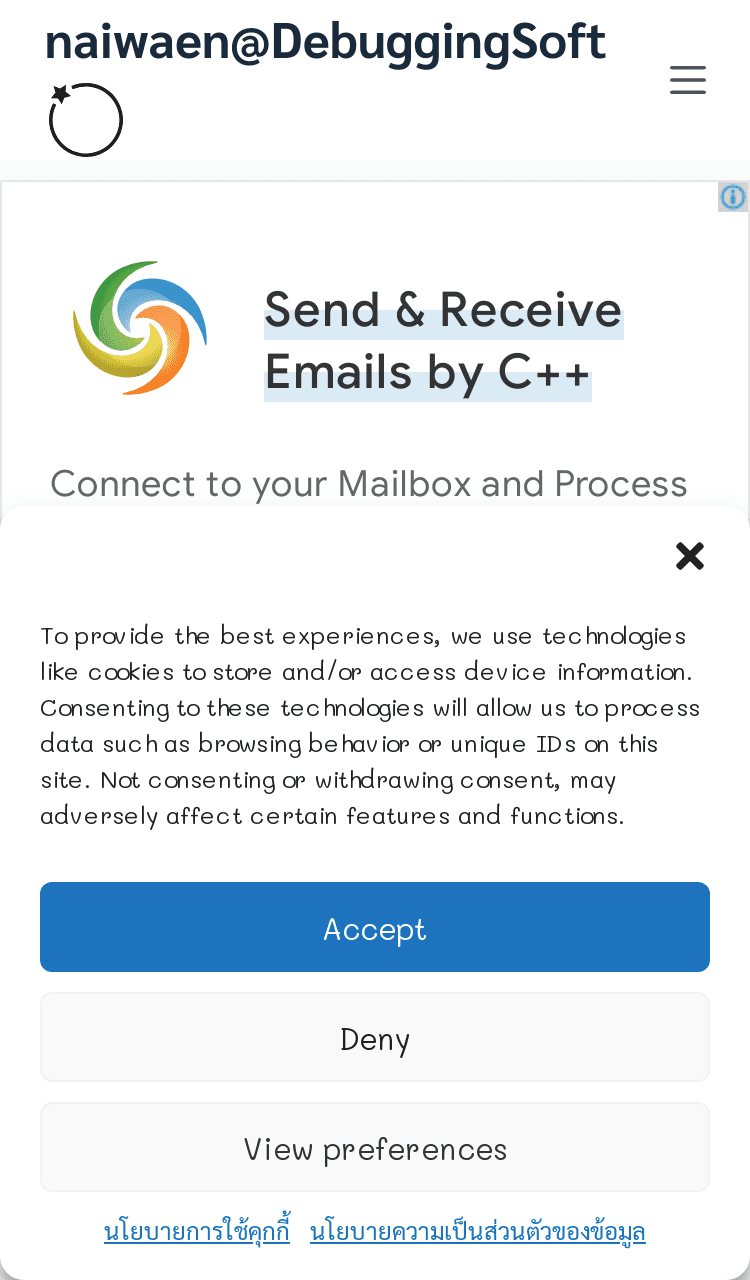 naiwaen@DebuggingSoft
Send & Receive
Emails by C++
Connect to your Mailbox and Process
To provide the best experiences, we use technologies
like cookies to store and/or access device information.
Consenting to these technologies will allow us to process
data such as browsing behavior or unique IDs on this
site. Not consenting or withdrawing consent, may
adversely affect certain features and functions.
Accept
Deny
View preferences
นโยบายการใช้คุกกี้ นโยบายความเป็นส่วนตัวของข้อมูล